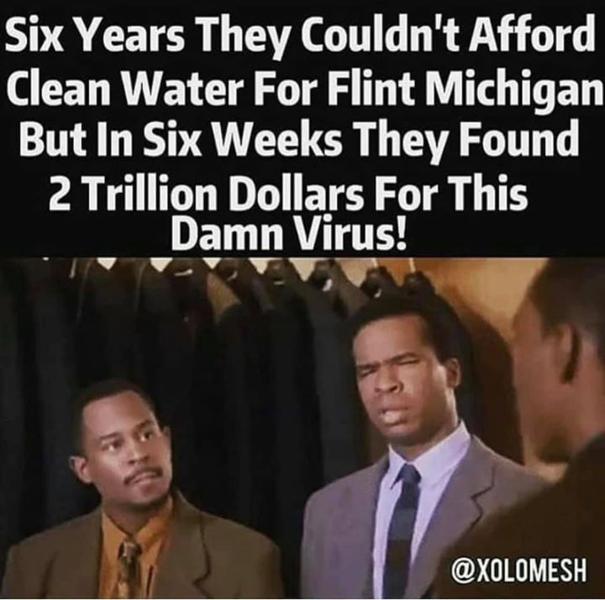 Six Years They Couldn't Afford
Clean Water For Flint Michigan
But In Six Weeks They Found
2 Trillion Dollars For This
Damn Virus!
@XOLOMESH